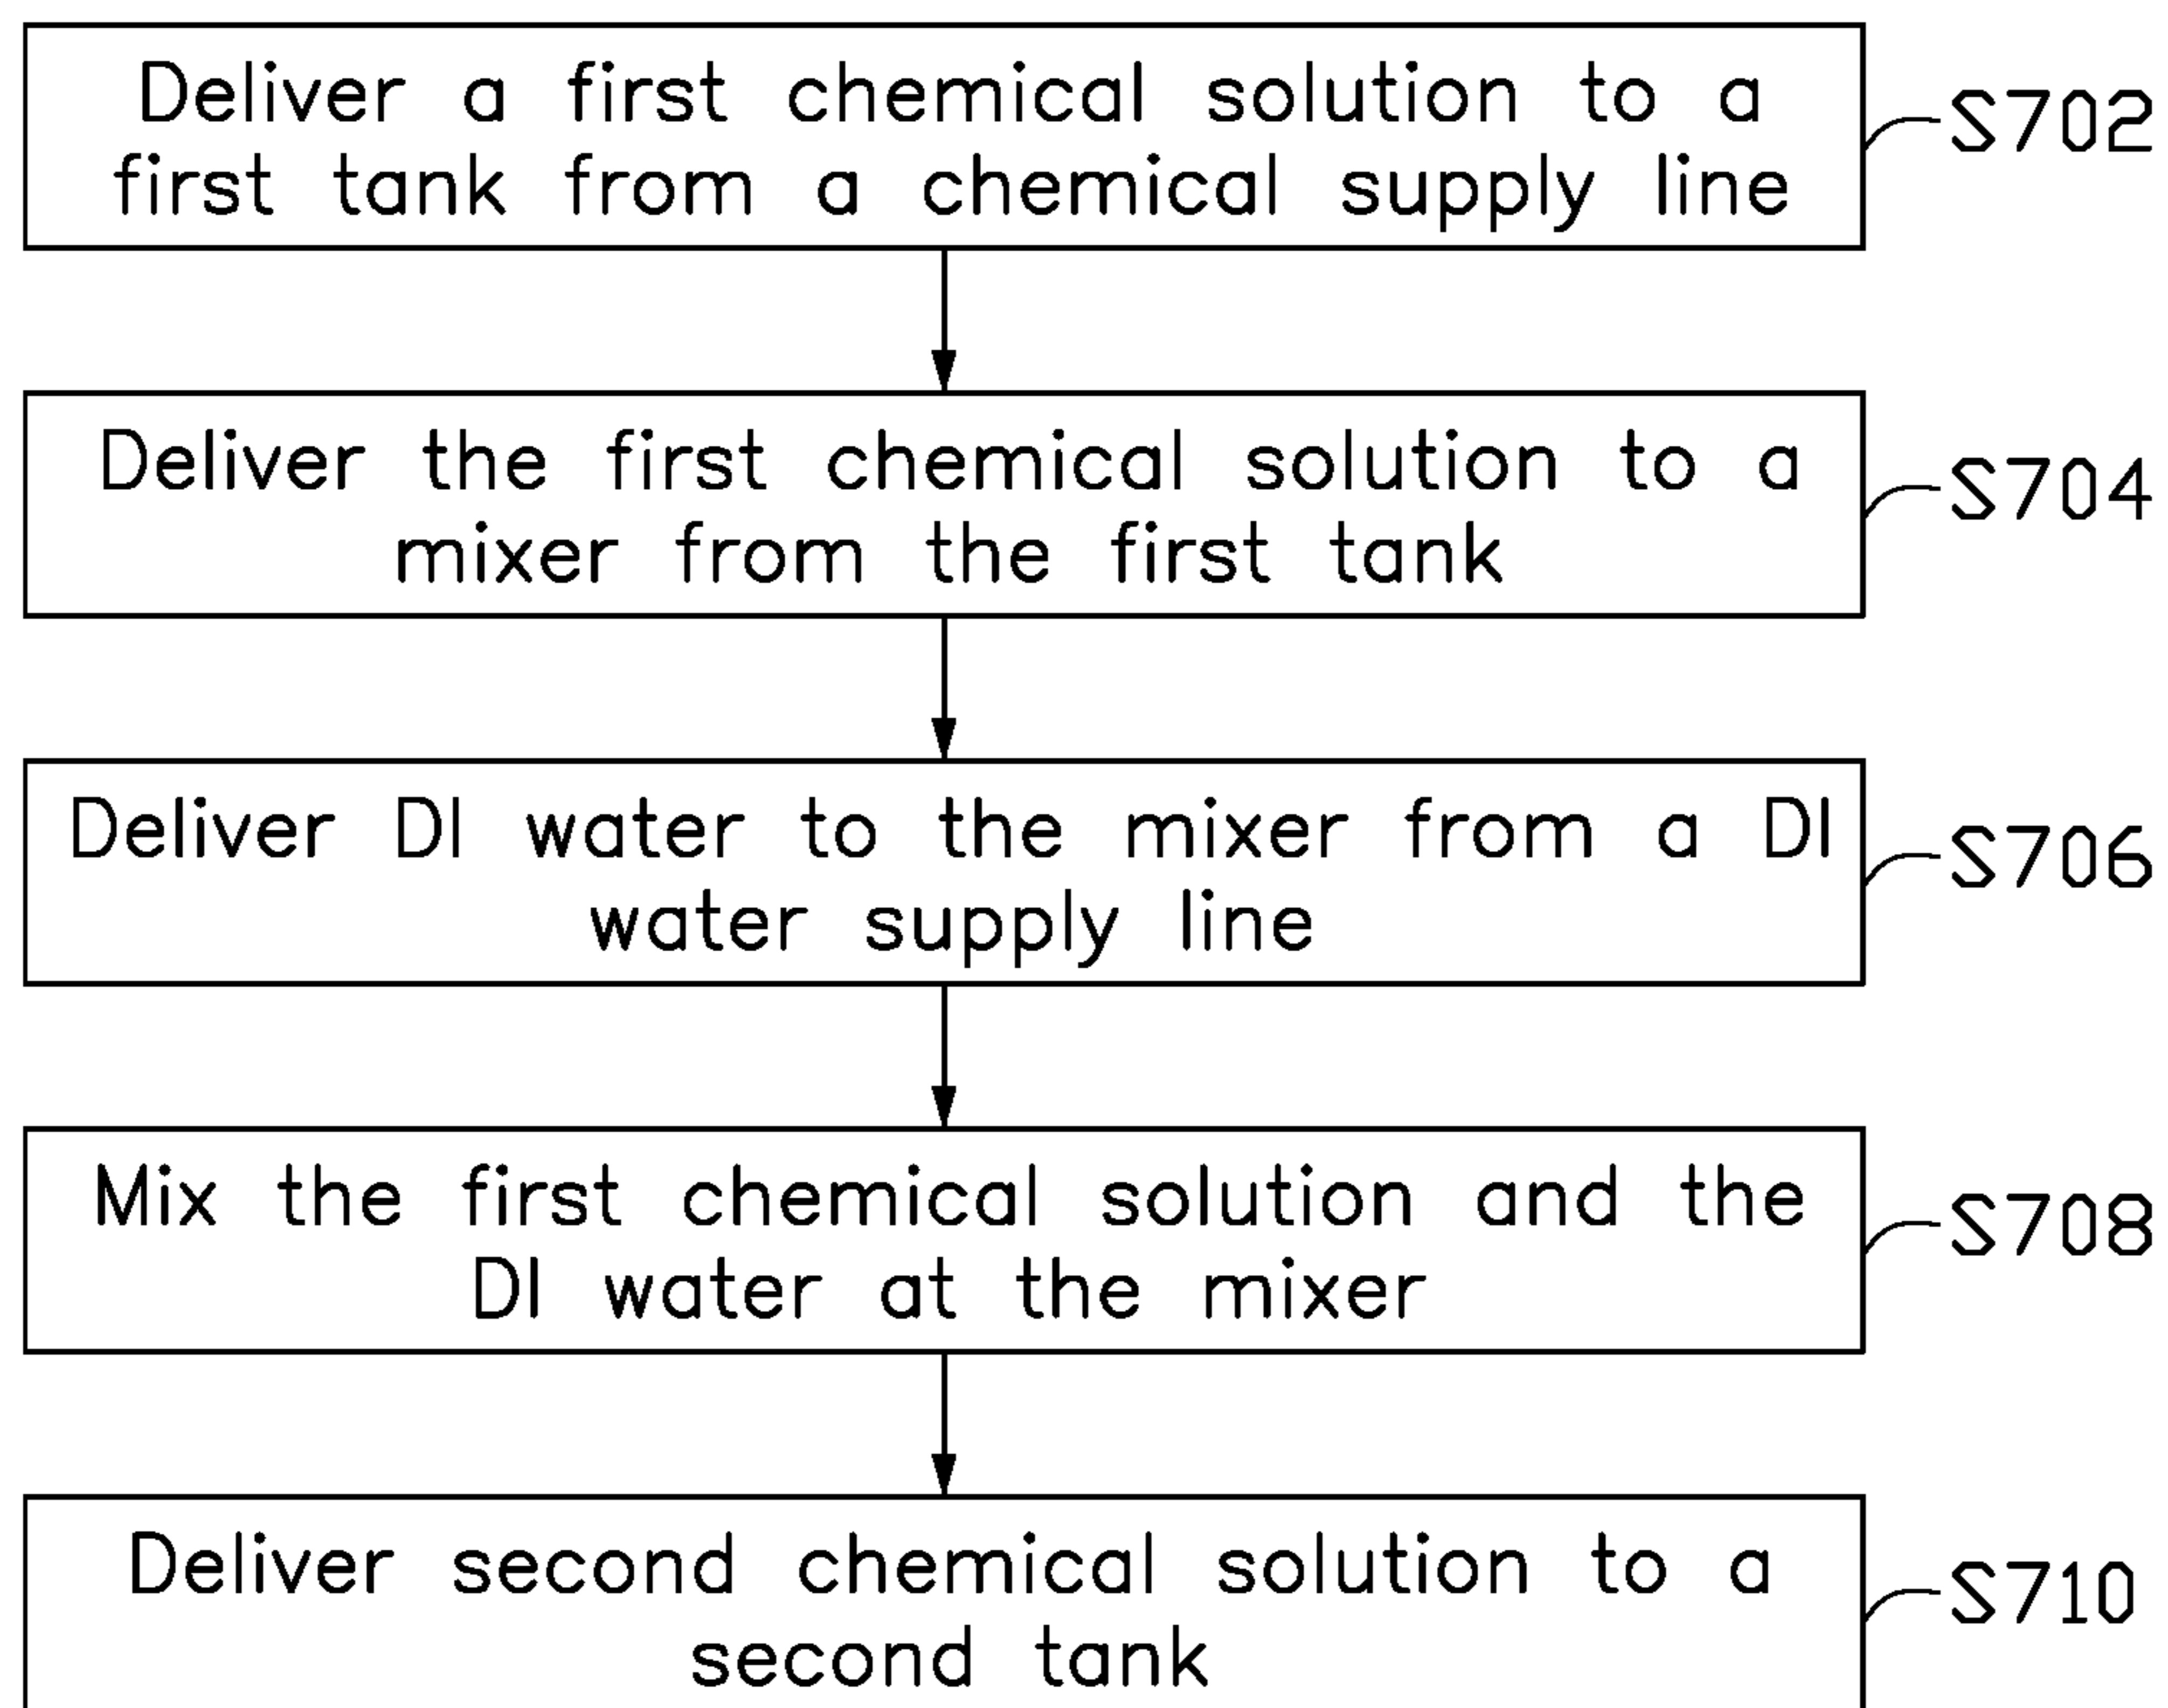 Deliver a first chemical solution to a
first tank from a chemical supply line
S702
Deliver the first chemical solution to a
mixer from the first tank
S704
Deliver DI water to the mixer from a DI
water supply line
S706
Mix the first chemical solution and the
DI water at the mixer
S708
Deliver second chemical solution to a
second tank
S710